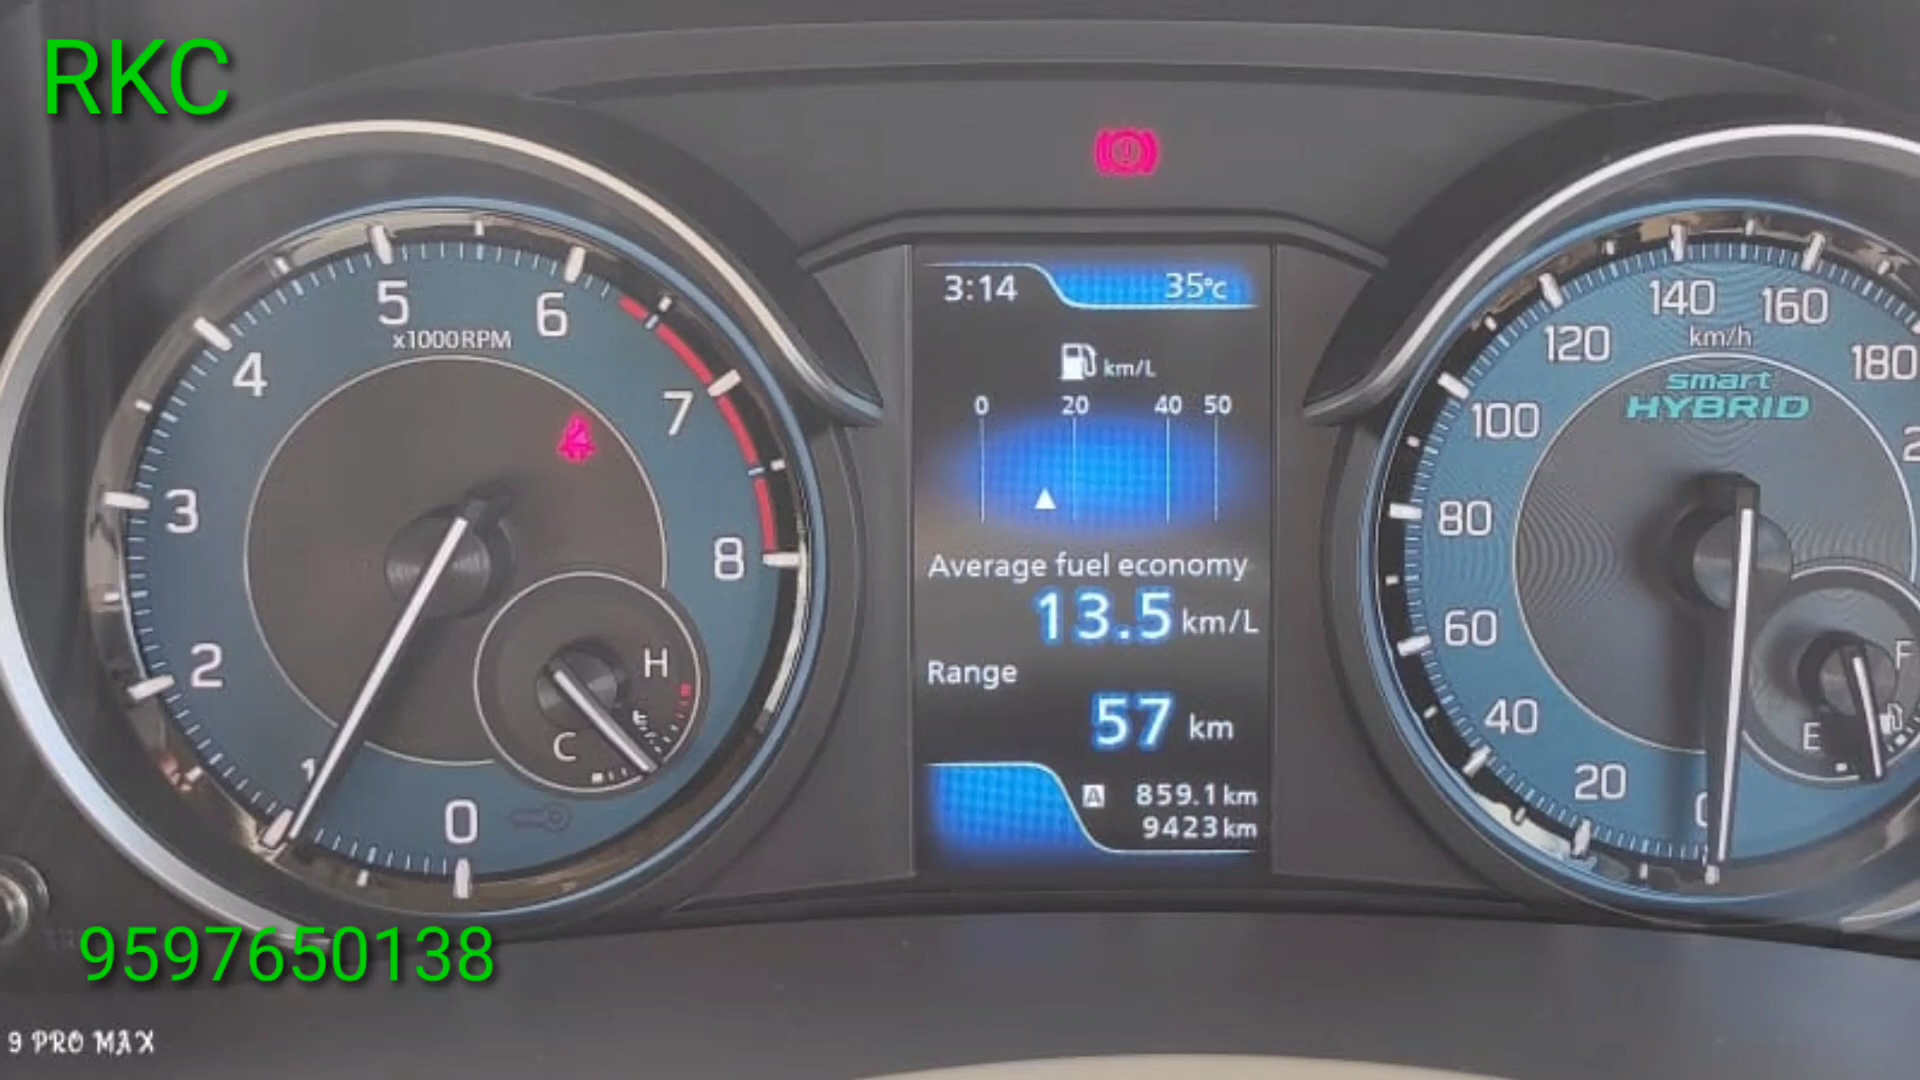 RKC
3:14 35°c
km/L
0 20 40 50
Average fuel economy
13.5 km/L
Range
57 km
A 859.1 km
9423 km
0
1
2
3
4
5
6
7
8
x1000RPM
H
C
0
20
40
60
80
100
120
140
160
180
km/h
smart
HYBRID
F
E
9597650138
9 PRO MAX